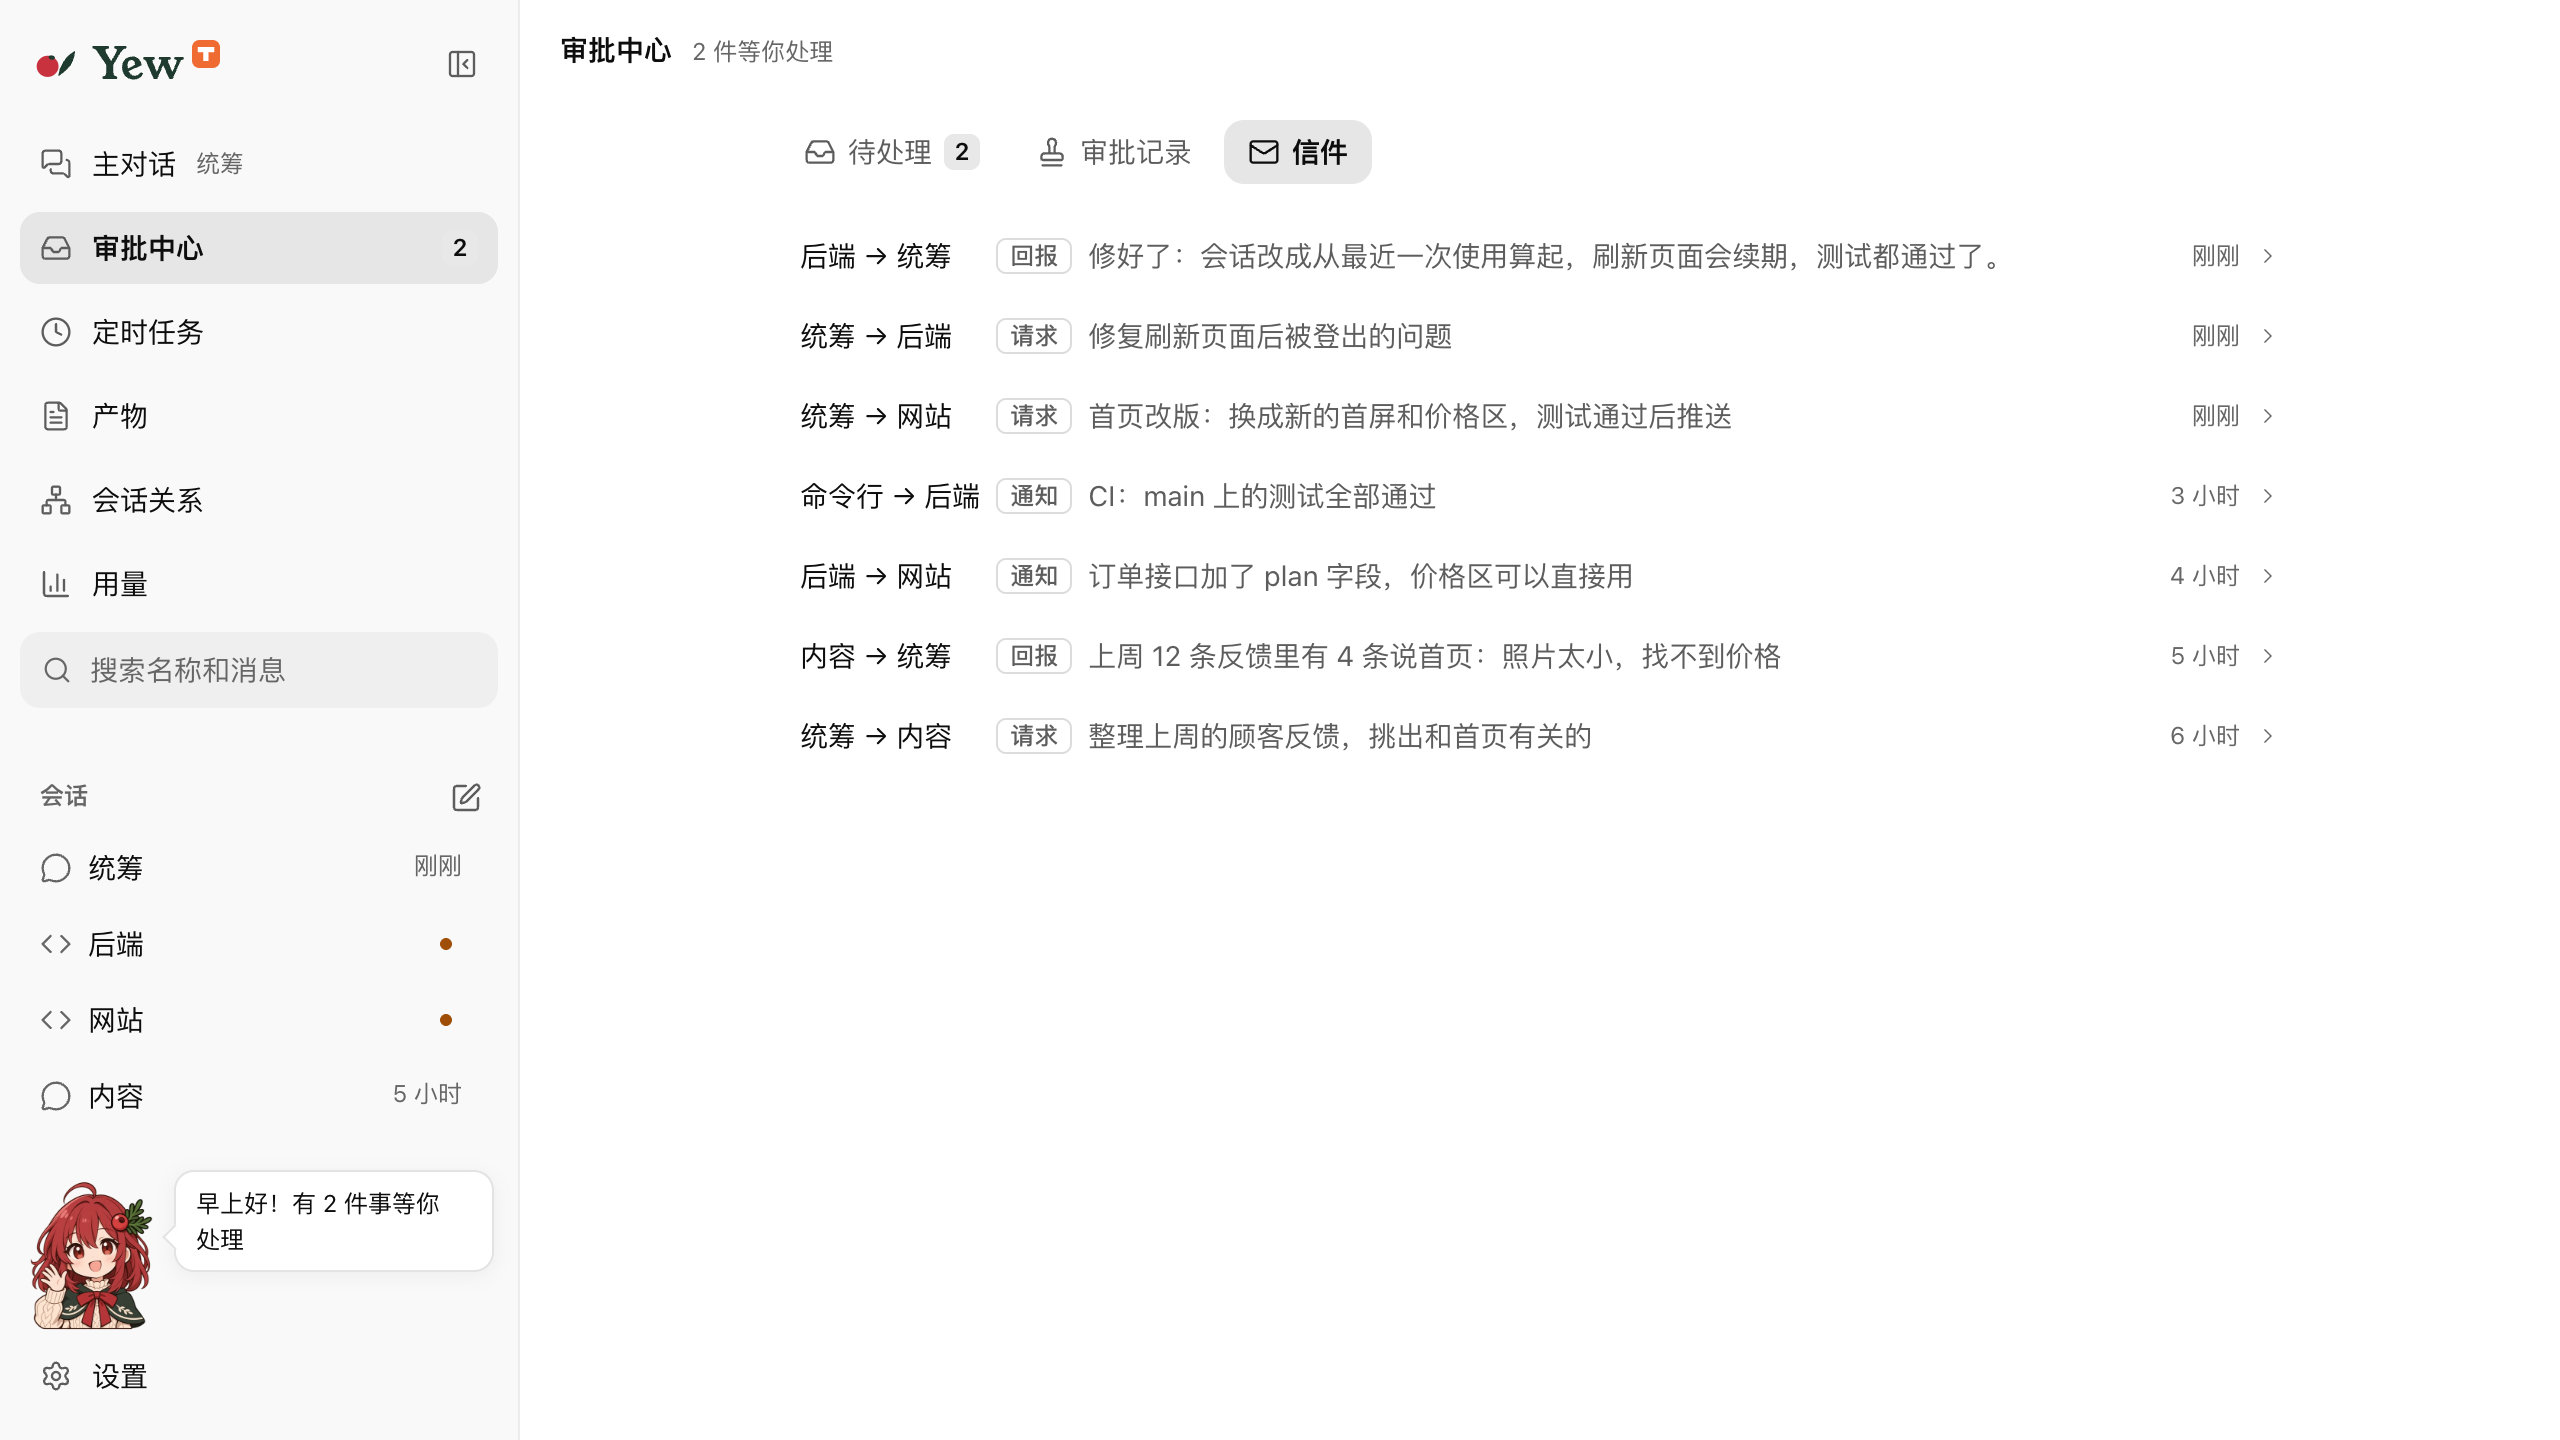 Yew T
主对话 统筹
审批中心 2
定时任务
产物
会话关系
用量
搜索名称和消息
会话
统筹 刚刚
后端
网站
内容 5 小时
早上好！有 2 件事等你
处理
设置
审批中心 2 件等你处理
待处理 2 审批记录 信件
后端 → 统筹 回报 修好了：会话改成从最近一次使用算起，刷新页面会续期，测试都通过了。 刚刚
统筹 → 后端 请求 修复刷新页面后被登出的问题 刚刚
统筹 → 网站 请求 首页改版：换成新的首屏和价格区，测试通过后推送 刚刚
命令行 → 后端 通知 CI：main 上的测试全部通过 3 小时
后端 → 网站 通知 订单接口加了 plan 字段，价格区可以直接用 4 小时
内容 → 统筹 回报 上周 12 条反馈里有 4 条说首页：照片太小，找不到价格 5 小时
统筹 → 内容 请求 整理上周的顾客反馈，挑出和首页有关的 6 小时